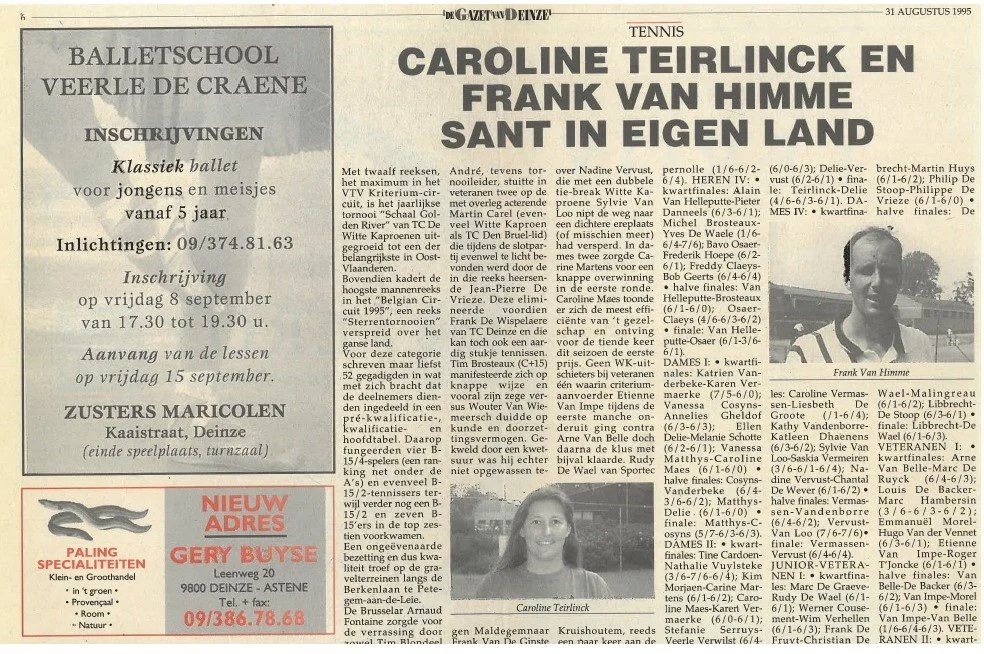 DE GAZET VAN DEINZE
31 AUGUSTUS 1995
BALLETSCHOOL
VEERLE DE CRAENE
INSCHRIJVINGEN
Klassiek ballet
voor jongens en meisjes
vanaf 5 jaar
Inlichtingen: 09/374.81.63
Inschrijving
op vrijdag 8 september
van 17.30 tot 19.30 u.
Aanvang van de lessen
op vrijdag 15 september.
ZUSTERS MARICOLEN
Kaaistraat, Deinze
(einde speelplaats, turnzaal)
PALING
SPECIALITEITEN
Klein- en Groothandel
• in 't groen •
• Provençaal •
• Room •
• Natuur •
NIEUW
ADRES
GERY BUYSE
Leernweg 20
9800 DEINZE - ASTENE
Tel. + fax:
09/386.78.68
TENNIS
CAROLINE TEIRLINCK EN
FRANK VAN HIMME
SANT IN EIGEN LAND
Met twaalf reeksen,
het maximum in het
VTV Kriterium-cir-
cuit, is het jaarlijkse
tornooi "Schaal Gol-
den River" van TC De
Witte Kaproenen uit-
gegroeid tot een der
belangrijkste in Oost-
Vlaanderen.
Bovendien kadert de
hoogste mannenreeks
in het "Belgian Cir-
cuit 1995", een reeks
"Sterrentornooien"
verspreid over het
ganse land.
Voor deze categorie
schreven maar liefst
52 gegadigden in wat
met zich bracht dat
de deelnemers dien-
den ingedeeld in een
pré-kwalificatie-,
kwalificatie- en
hoofdtabel. Daarop
fungeerden vier B-
15/4-spelers (een ran-
king net onder de
A's) en evenveel B-
15/2-tennissers ter-
wijl verder nog een B-
15/2 en zeven B-
15'ers in de top zes-
tien voorkwamen.
Een ongeëvenaarde
bezetting en dus kwa-
liteit troef op de gra-
velterreinen langs de
Berkenlaan te Pete-
gem-aan-de-Leie.
De Brusselar Arnaud
Fontaine zorgde voor
de verrassing door
zowel Tim Blondeel
André, tevens tor-
nooileider, stuitte in
veteranen twee op de
met overleg acterende
Martin Carel (even-
veel Witte Kaproen
als TC Den Bruel-lid)
die tijdens de slotpar-
tij evenwel te licht be-
vonden werd door de
in die reeks heersen-
de Jean-Pierre De
Vrieze. Deze elimi-
neerde voordien
Frank De Wispelaere
van TC Deinze en die
kan toch ook een aar-
dig stukje tennissen.
Tim Brosteaux (C+15)
manifesteerde zich op
knappe wijze en
vooral zijn zege ver-
sus Wouter Van Wie-
meersch duidde op
kunde en doorzet-
tingsvermogen. Ge-
kweld door een kwet-
suur was hij echter
niet opgewassen te-
Caroline Teirlinck
gen Maldegemnaar
Frank Van De Ginste
over Nadine Vervust,
die met een dubbele
tie-break Witte Ka-
proene Sylvie Van
Loo nipt de weg naar
een dichtere ereplaats
(of misschien meer)
had versperd. In da-
mes twee zorgde Ca-
rine Martens voor een
knappe overwinning
in de eerste ronde.
Caroline Maes toonde
er zich de meest effi-
ciënte van 't gezel-
schap en ontving
voor de tiende keer
dit seizoen de eerste
prijs. Geen WK-uit-
schieters bij veteranen
één waarin criterium-
aanvoerder Etienne
Van Impe tijdens de
eerste manche on-
deruit ging contra
Arne Van Belle doch
daarna de klus met
bijval klaarde. Rudy
De Wael van Sportec
Kruishoutem, reeds
een paar keer aan de
pernolle (1/6-6/2-
6/4). HEREN IV: •
kwartfinales: Alain
Van Helleputte-Pieter
Danneels (6/3-6/1);
Michel Brosteaux-
Yves De Waele (1/6-
6/4-7/6); Bavo Osaer-
Frederik Hoepe (6/2-
6/1); Freddy Claeys-
Bob Geerts (6/4-6/4)
• halve finales: Van
Helleputte-Brosteaux
(6/1-6/0); Osaer-
Claeys (4/6-6/3-6/2)
• finale: Van Helle-
putte-Osaer (6/1-3/6-
6/1).
DAMES I: • kwartfi-
nales: Katrien Van-
derbeke-Karen Ver-
maerke (7/5-6/0);
Vanessa Cosyns-
Annelies Gheldof
(6/3-6/3); Ellen
Delie-Melanie Schotte
(6/2-6/1); Vanessa
Matthys-Caroline
Maes (6/1-6/0) •
halve finales: Cosyns-
Vanderbeke (6/4-
3/6-6/2); Matthys-
Delie (6/1-6/0) •
finale: Matthys-C-
osyns (5/7-6/3-6/3).
DAMES II: • kwart-
finales: Tine Cardoen-
Nathalie Vuylsteke
(3/6-7/6-6/4); Kim
Morjaen-Carine Mar-
tens (6/1-6/2); Caro-
line Maes-Karen Ver-
maerke (6/0-6/1);
Stefanie Serruys-
Veerle Verwilst (6/4-
(6/0-6/3); Delie-Ver-
vust (6/2-6/1) • fina-
le: Teirlinck-Delie
(4/6-6/3-6/1). DA-
MES IV: • kwartfina-
brecht-Martin Huys
(6/1-6/2); Philip De
Stoop-Philippe De
Vrieze (6/1-6/0) •
halve finales: De
Frank Van Himme
les: Caroline Vermas-
sen-Liesbeth De
Groote (/1-6/4);
Kathy Vandenborre-
Katleen Dhaenens
(6/3-6/2); Sylvie Van
Loo-Saskia Vermeiren
(3/6-6/1-6/4); Na-
dine Vervust-Chantal
De Wever (6/1-6/2) •
halve finales: Vermas-
sen-Vandenborre
(6/4-6/2); Vervust-
Van Loo (7/6-7/6)•
finale: Vermassen-
Vervust (6/4-6/4).
JUNIOR-VETERA-
NEN I: • kwartfina-
les: Marc De Graeve-
Rudy De Wael (6/1-
6/1); Werner Couse-
ment-Wim Verhellen
(6/1-6/3); Frank De
Fruyt-Christian De
Wael-Malingreau
(6/1-6/2); Libbrecht-
De Stoop (6/3-6/1) •
finale: Libbrecht-De
Wael (6/1-6/3).
VETERANEN I: •
kwartfinales: Arne
Van Belle-Marc De
Ruyck (6/4-6/3);
Louis De Backer-
Marc Hambersin
(3/6-6/3-6/2);
Emmanuël Morel-
Hugo Van der Vennet
(6/3-6/1); Etienne
Van Impe-Roger
T'Joncke (6/1-6/1) •
halve finales: Van
Belle-De Backer (6/3-
6/2); Van Impe-Morel
(6/1-6/3) • finale:
Van Impe-Van Belle
(1/6-6/4-6/3). VETE-
RANEN II: • kwart-